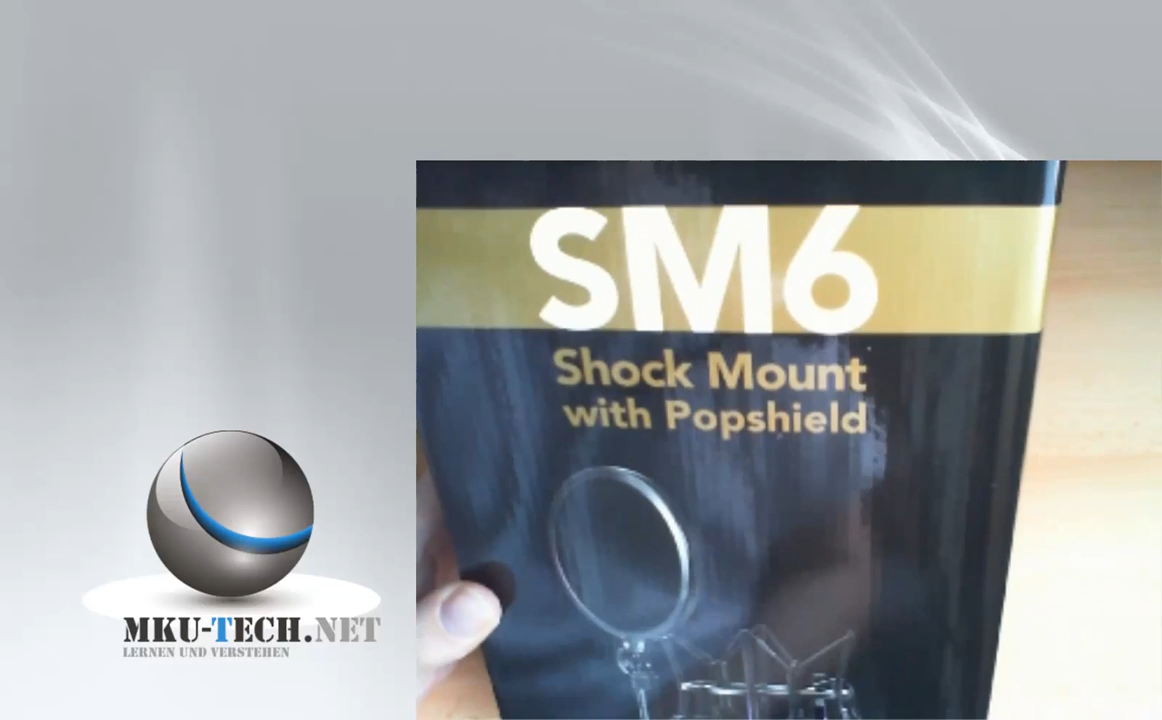 SM6
Shock Mount
with Popshield
MKU-TECH.NET
LERNEN UND VERSTEHEN